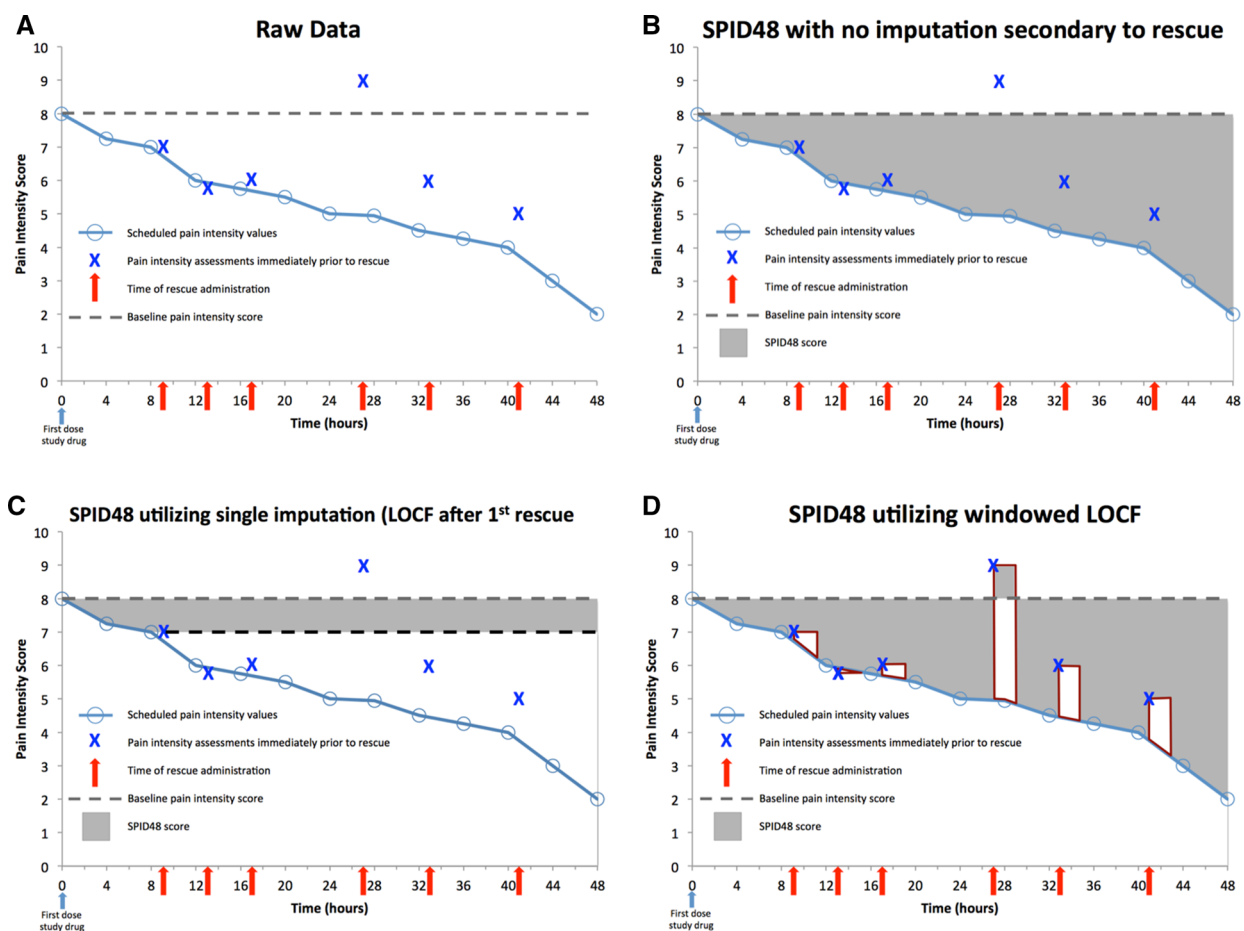 A
Raw Data
10
9
8
7
6
5
4
3
2
1
0
Pain Intensity Score
X
X
X
X
X
X
Scheduled pain intensity values
X Pain intensity assessments immediately prior to rescue
Time of rescue administration
Baseline pain intensity score
0 4 8 12 16 20 24 28 32 36 40 44 48
Time (hours)
First dose
study drug
B
SPID48 with no imputation secondary to rescue
10
9
8
7
6
5
4
3
2
1
0
Pain Intensity Score
X
X
X
X
X
X
Scheduled pain intensity values
X Pain intensity assessments immediately prior to rescue
Time of rescue administration
Baseline pain intensity score
SPID48 score
0 4 8 12 16 20 24 28 32 36 40 44 48
Time (hours)
First dose
study drug
C
SPID48 utilizing single imputation (LOCF after 1st rescue
10
9
8
7
6
5
4
3
2
1
0
Pain Intensity Score
X
X
X
X
X
X
Scheduled pain intensity values
X Pain intensity assessments immediately prior to rescue
Time of rescue administration
Baseline pain intensity score
SPID48 score
0 4 8 12 16 20 24 28 32 36 40 44 48
Time (hours)
First dose
study drug
D
SPID48 utilizing windowed LOCF
10
9
8
7
6
5
4
3
2
1
0
Pain Intensity Score
X
X
X
X
X
X
Scheduled pain intensity values
X Pain intensity assessments immediately prior to rescue
Time of rescue administration
Baseline pain intensity score
SPID48 score
0 4 8 12 16 20 24 28 32 36 40 44 48
Time (hours)
First dose
study drug